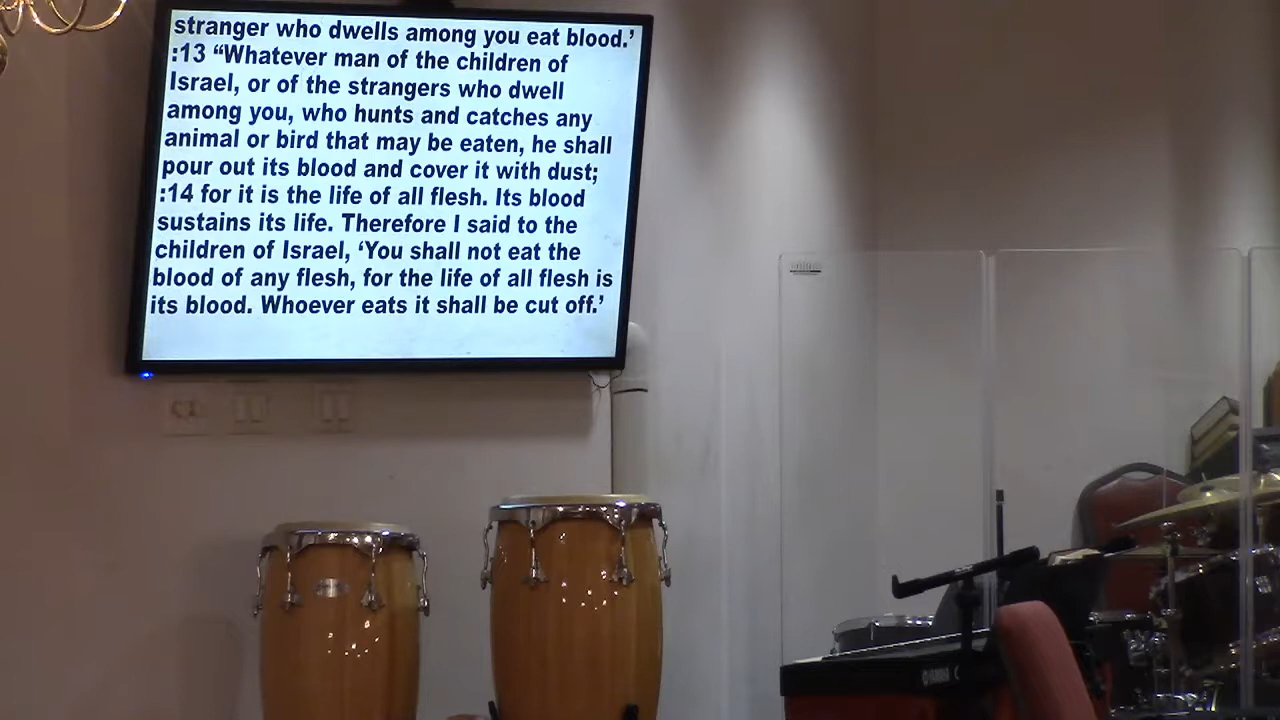 stranger who dwells among you eat blood.’
:13 “Whatever man of the children of
Israel, or of the strangers who dwell
among you, who hunts and catches any
animal or bird that may be eaten, he shall
pour out its blood and cover it with dust;
:14 for it is the life of all flesh. Its blood
sustains its life. Therefore I said to the
children of Israel, ‘You shall not eat the
blood of any flesh, for the life of all flesh is
its blood. Whoever eats it shall be cut off.’
YAMAHA